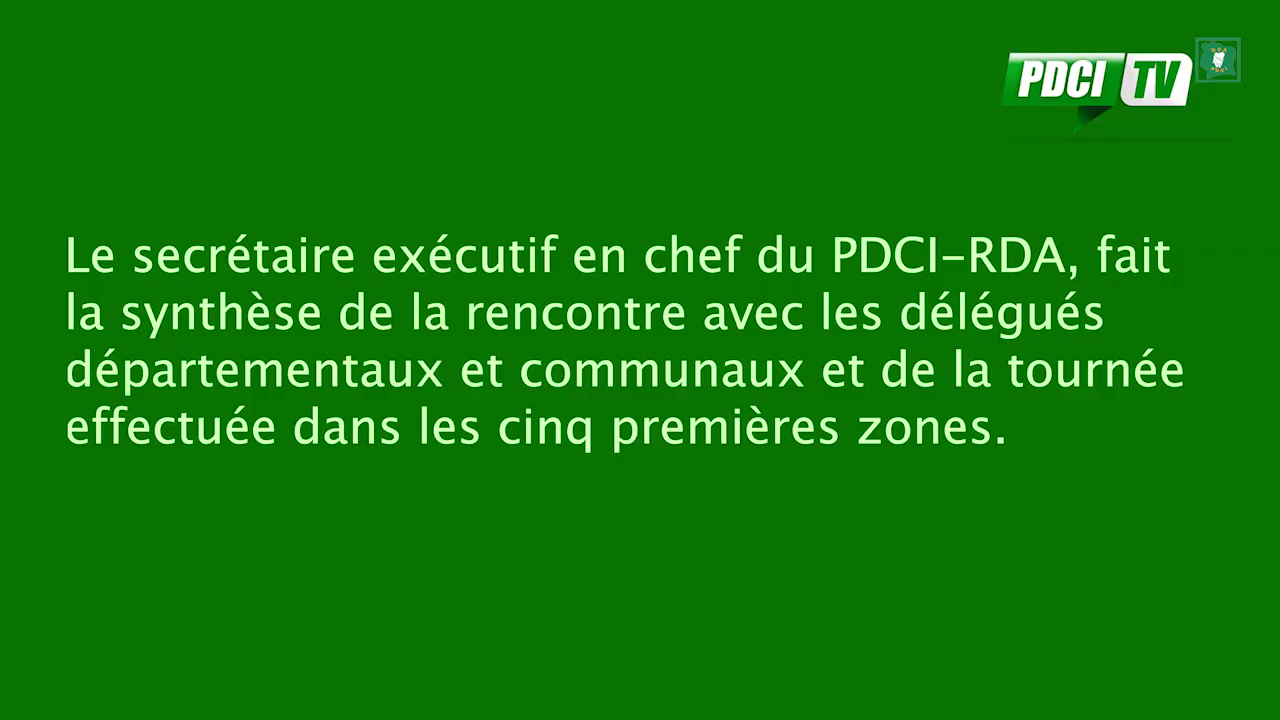 PDCI TV
Le secrétaire exécutif en chef du PDCI-RDA, fait
la synthèse de la rencontre avec les délégués
départementaux et communaux et de la tournée
effectuée dans les cinq premières zones.